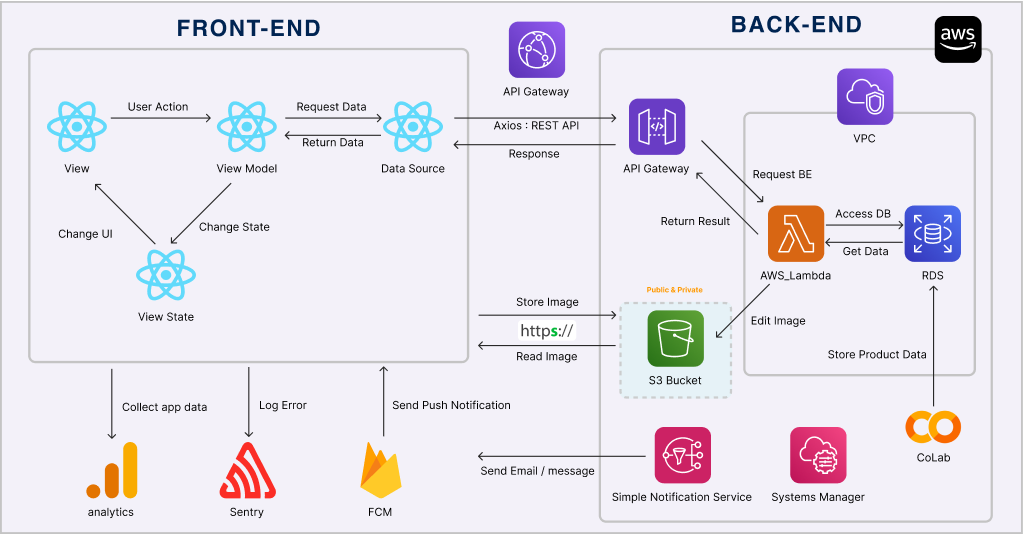 FRONT-END
BACK-END
aws
API Gateway
VPC
User Action
Request Data
Return Data
Axios : REST API
Response
View
View Model
Data Source
API Gateway
Request BE
Return Result
Access DB
Get Data
AWS_Lambda
RDS
Change UI
Change State
View State
Public & Private
Store Image
https://
Read Image
S3 Bucket
Edit Image
Store Product Data
Collect app data
Log Error
Send Push Notification
CoLab
Send Email / message
analytics
Sentry
FCM
Simple Notification Service
Systems Manager